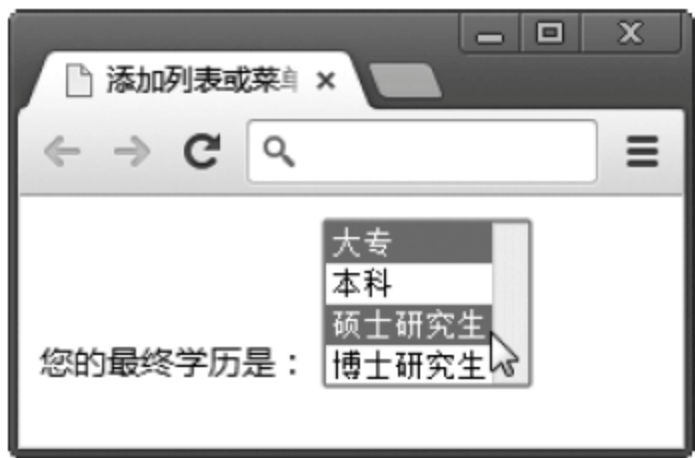 添加列表或菜单
大专
本科
硕士研究生
博士研究生
您的最终学历是：